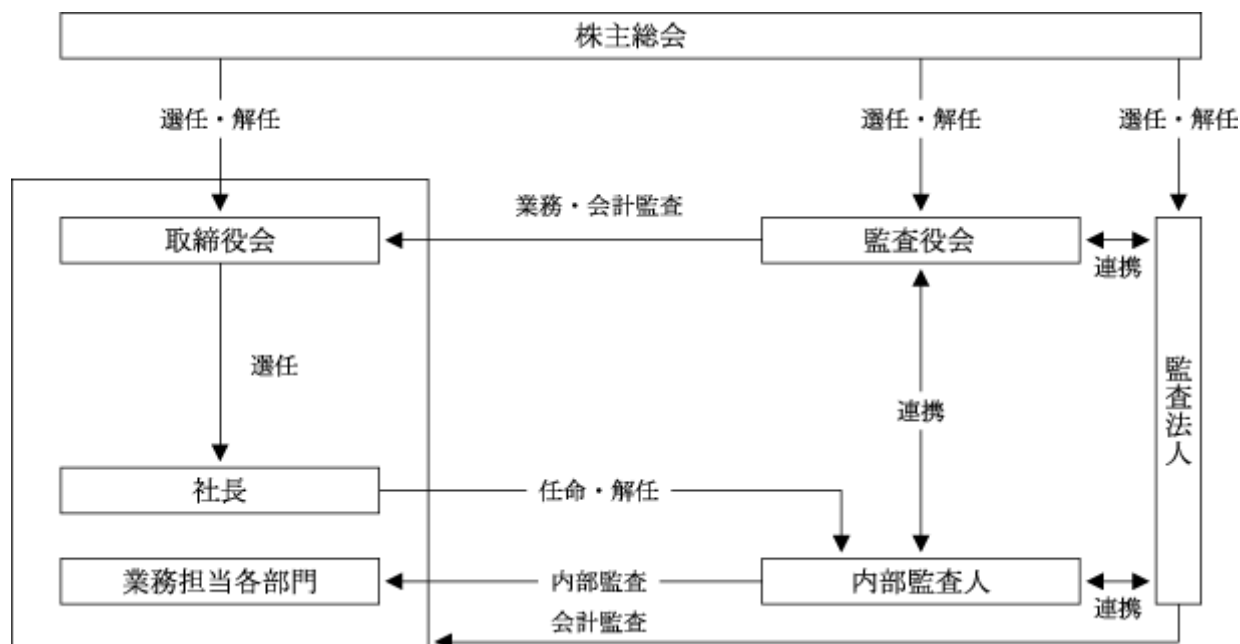 株主総会
選任・解任
選任・解任
選任・解任
業務・会計監査
取締役会
監査役会
連携
選任
監査法人
連携
社長
任命・解任
業務担当各部門
内部監査
内部監査人
連携
会計監査